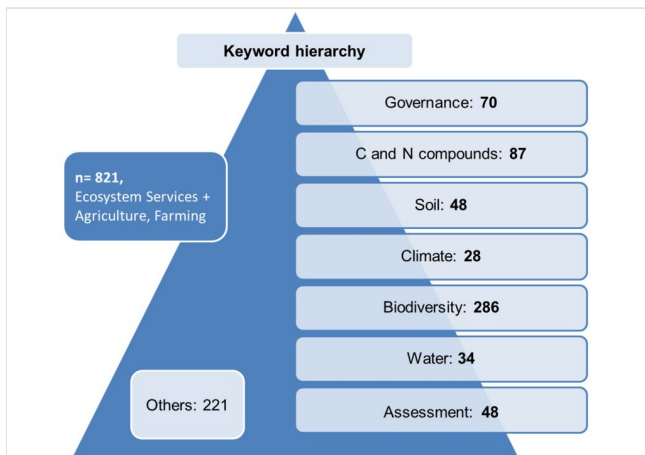 Keyword hierarchy
n= 821,
Ecosystem Services +
Agriculture, Farming
Governance: 70
C and N compounds: 87
Soil: 48
Climate: 28
Biodiversity: 286
Water: 34
Assessment: 48
Others: 221